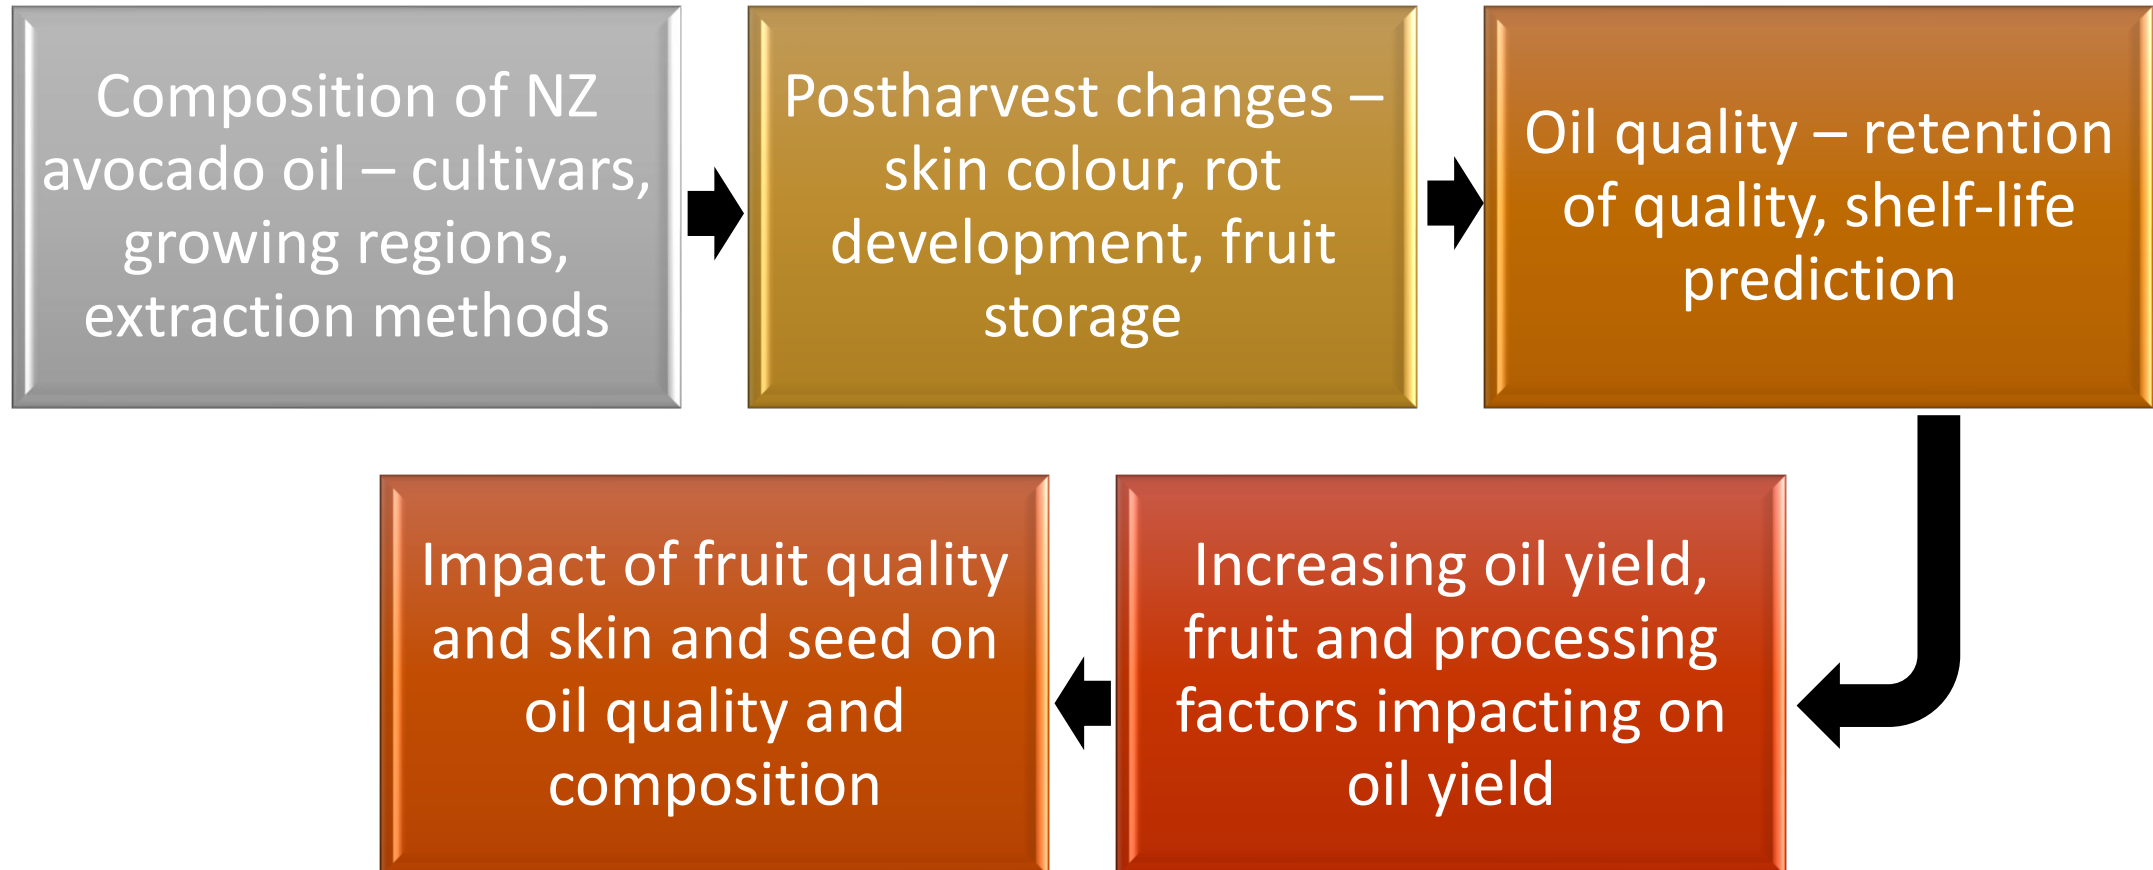 Composition of NZ
avocado oil – cultivars,
growing regions,
extraction methods
Postharvest changes –
skin colour, rot
development, fruit
storage
Oil quality – retention
of quality, shelf-life
prediction
Increasing oil yield,
fruit and processing
factors impacting on
oil yield
Impact of fruit quality
and skin and seed on
oil quality and
composition